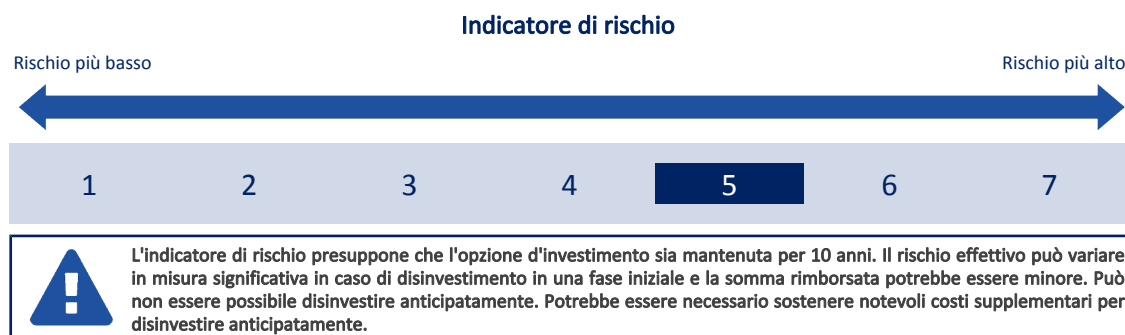 Indicatore di rischio
Rischio più basso
Rischio più alto
1 2 3 4 5 6 7
L'indicatore di rischio presuppone che l'opzione d'investimento sia mantenuta per 10 anni. Il rischio effettivo può variare
in misura significativa in caso di disinvestimento in una fase iniziale e la somma rimborsata potrebbe essere minore. Può
non essere possibile disinvestire anticipatamente. Potrebbe essere necessario sostenere notevoli costi supplementari per
disinvestire anticipatamente.